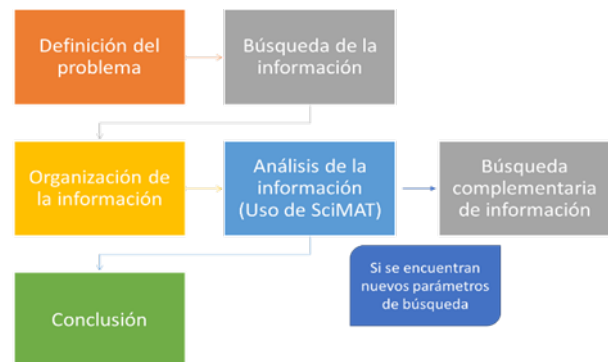 Definición del
problema
Búsqueda de la
información
Organización de
la información
Análisis de la
información
(Uso de SciMAT)
Búsqueda
complementaria
de información
Si se encuentran
nuevos parámetros
de búsqueda
Conclusión